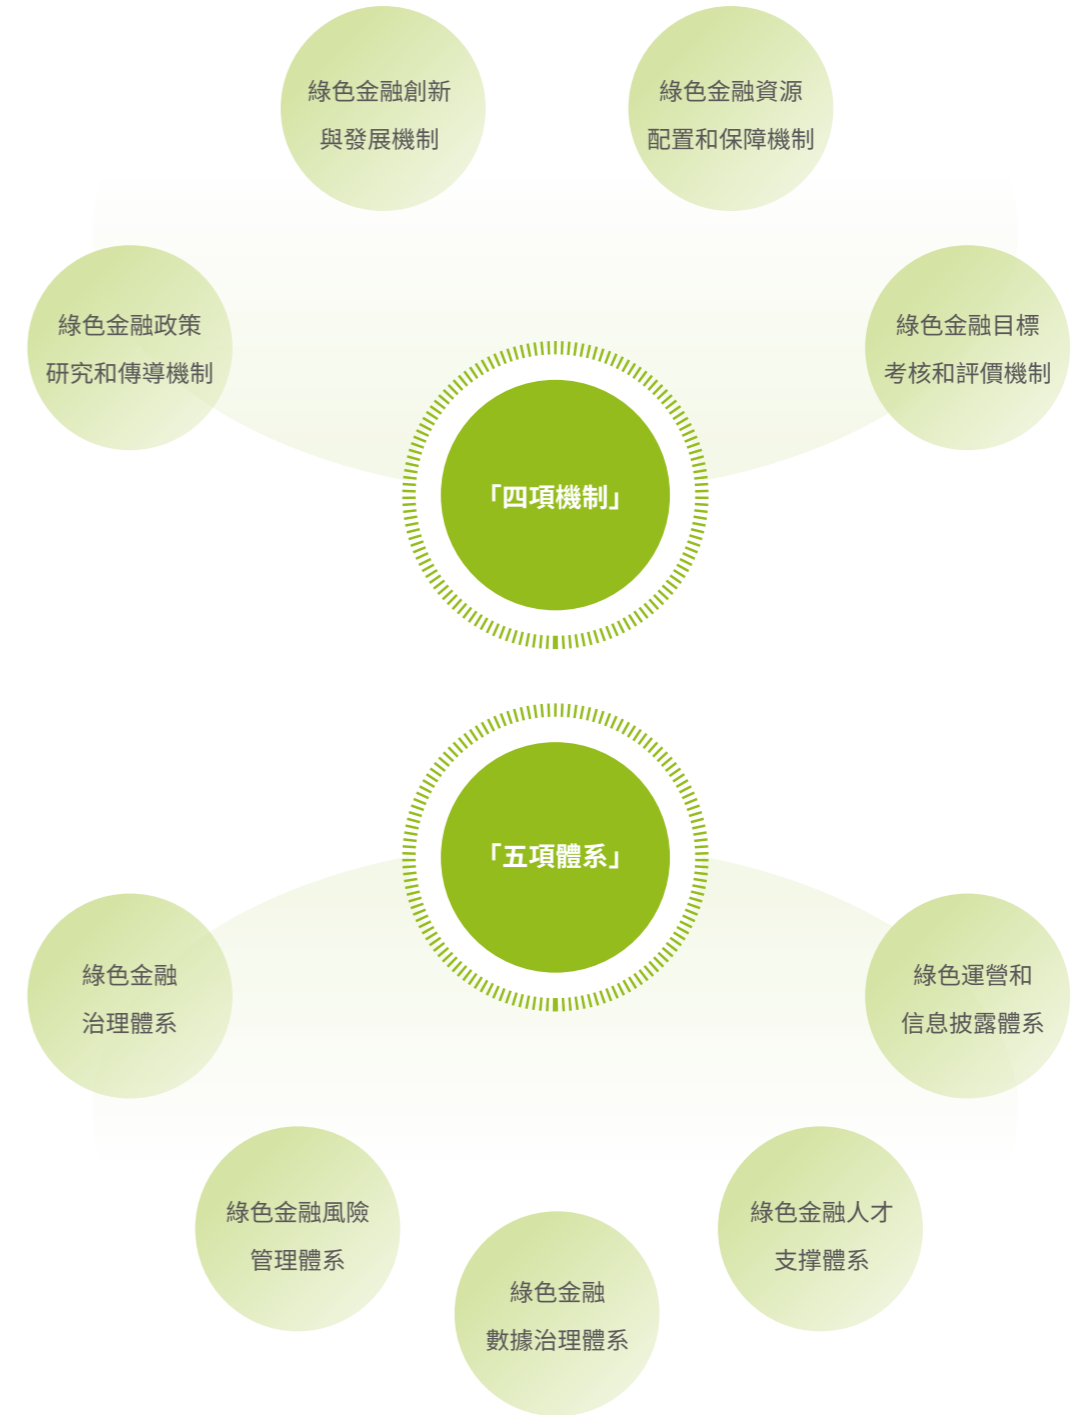 綠色金融創新
與發展機制
綠色金融資源
配置和保障機制
綠色金融政策
研究和傳導機制
綠色金融目標
考核和評價機制
「四項機制」
「五項體系」
綠色金融
治理體系
綠色運營和
信息披露體系
綠色金融風險
管理體系
綠色金融人才
支撐體系
綠色金融
數據治理體系